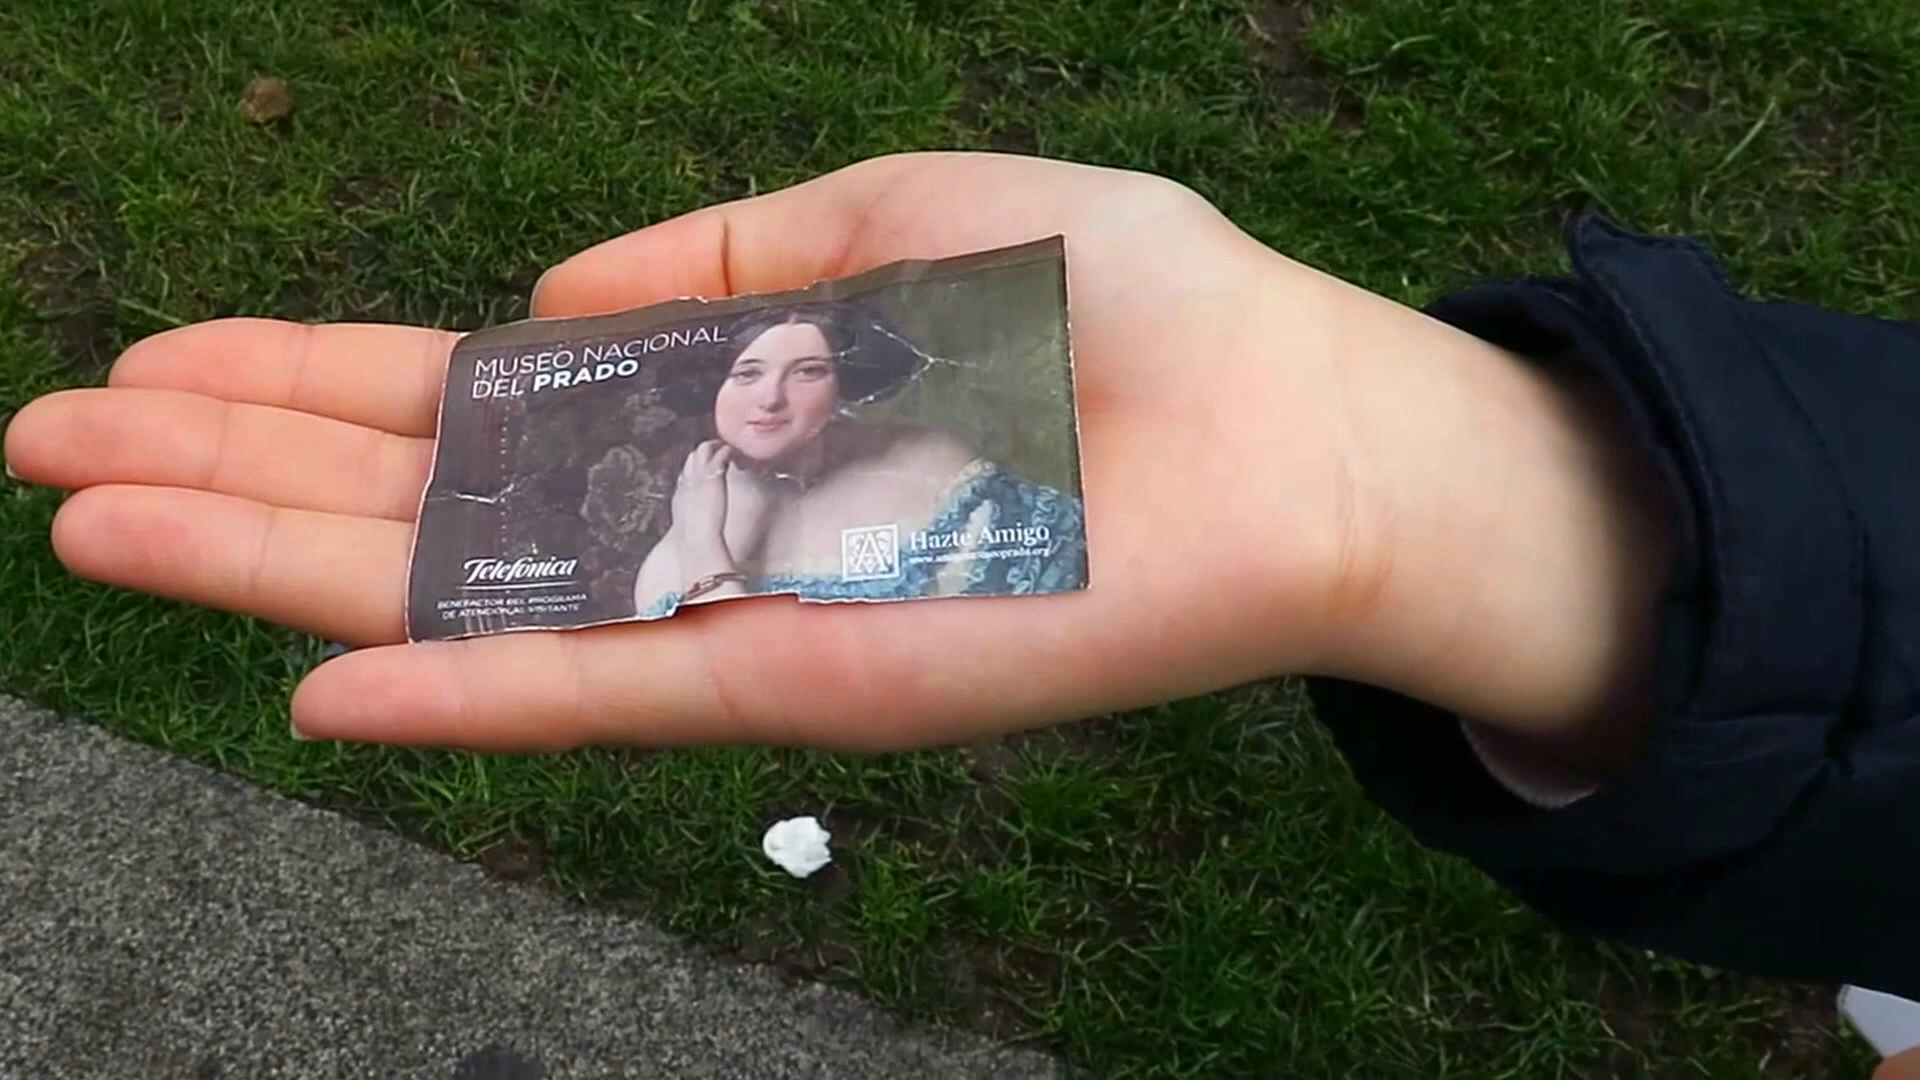 MUSEO NACIONAL
DEL PRADO
Telefónica
BENEFACTOR DEL PROGRAMA
DE ATENCIÓN AL VISITANTE
A
Hazte Amigo